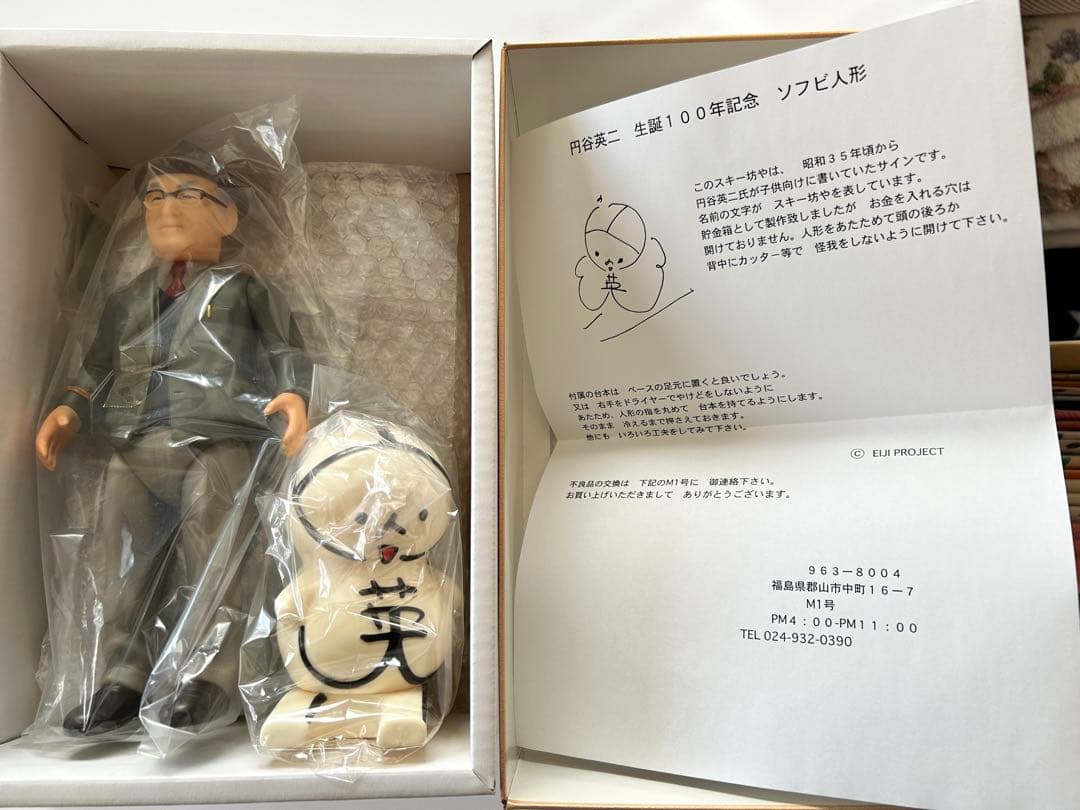 円谷英二　生誕１００年記念　ソフビ人形
このスキー坊やは、　昭和３５年頃から
円谷英二氏が子供向けに書いていたサインです。
名前の文字が　スキー坊やを表しています。
貯金箱として製作致しましたが　お金を入れる穴は
開けておりません。人形をあたためて頭の後ろか
背中にカッター等で　怪我をしないように開けて下さい。
英
付属の台本は　ベースの足元に置くと良いでしょう。
又は　右手をドライヤーでやけどをしないように
あたため、人形の指を丸めて　台本を持てるようにします。
そのまま　冷えるまで押さえておきます。
他にも　いろいろ工夫をしてみて下さい。
© EIJI PROJECT
不良品の交換は　下記のM1号に　御連絡下さい。
お買い上げいただきまして　ありがとうございます。
９６３－８００４
福島県郡山市中町１６－７
M1号
PM４：００-PM１１：００
TEL 024-932-0390
英